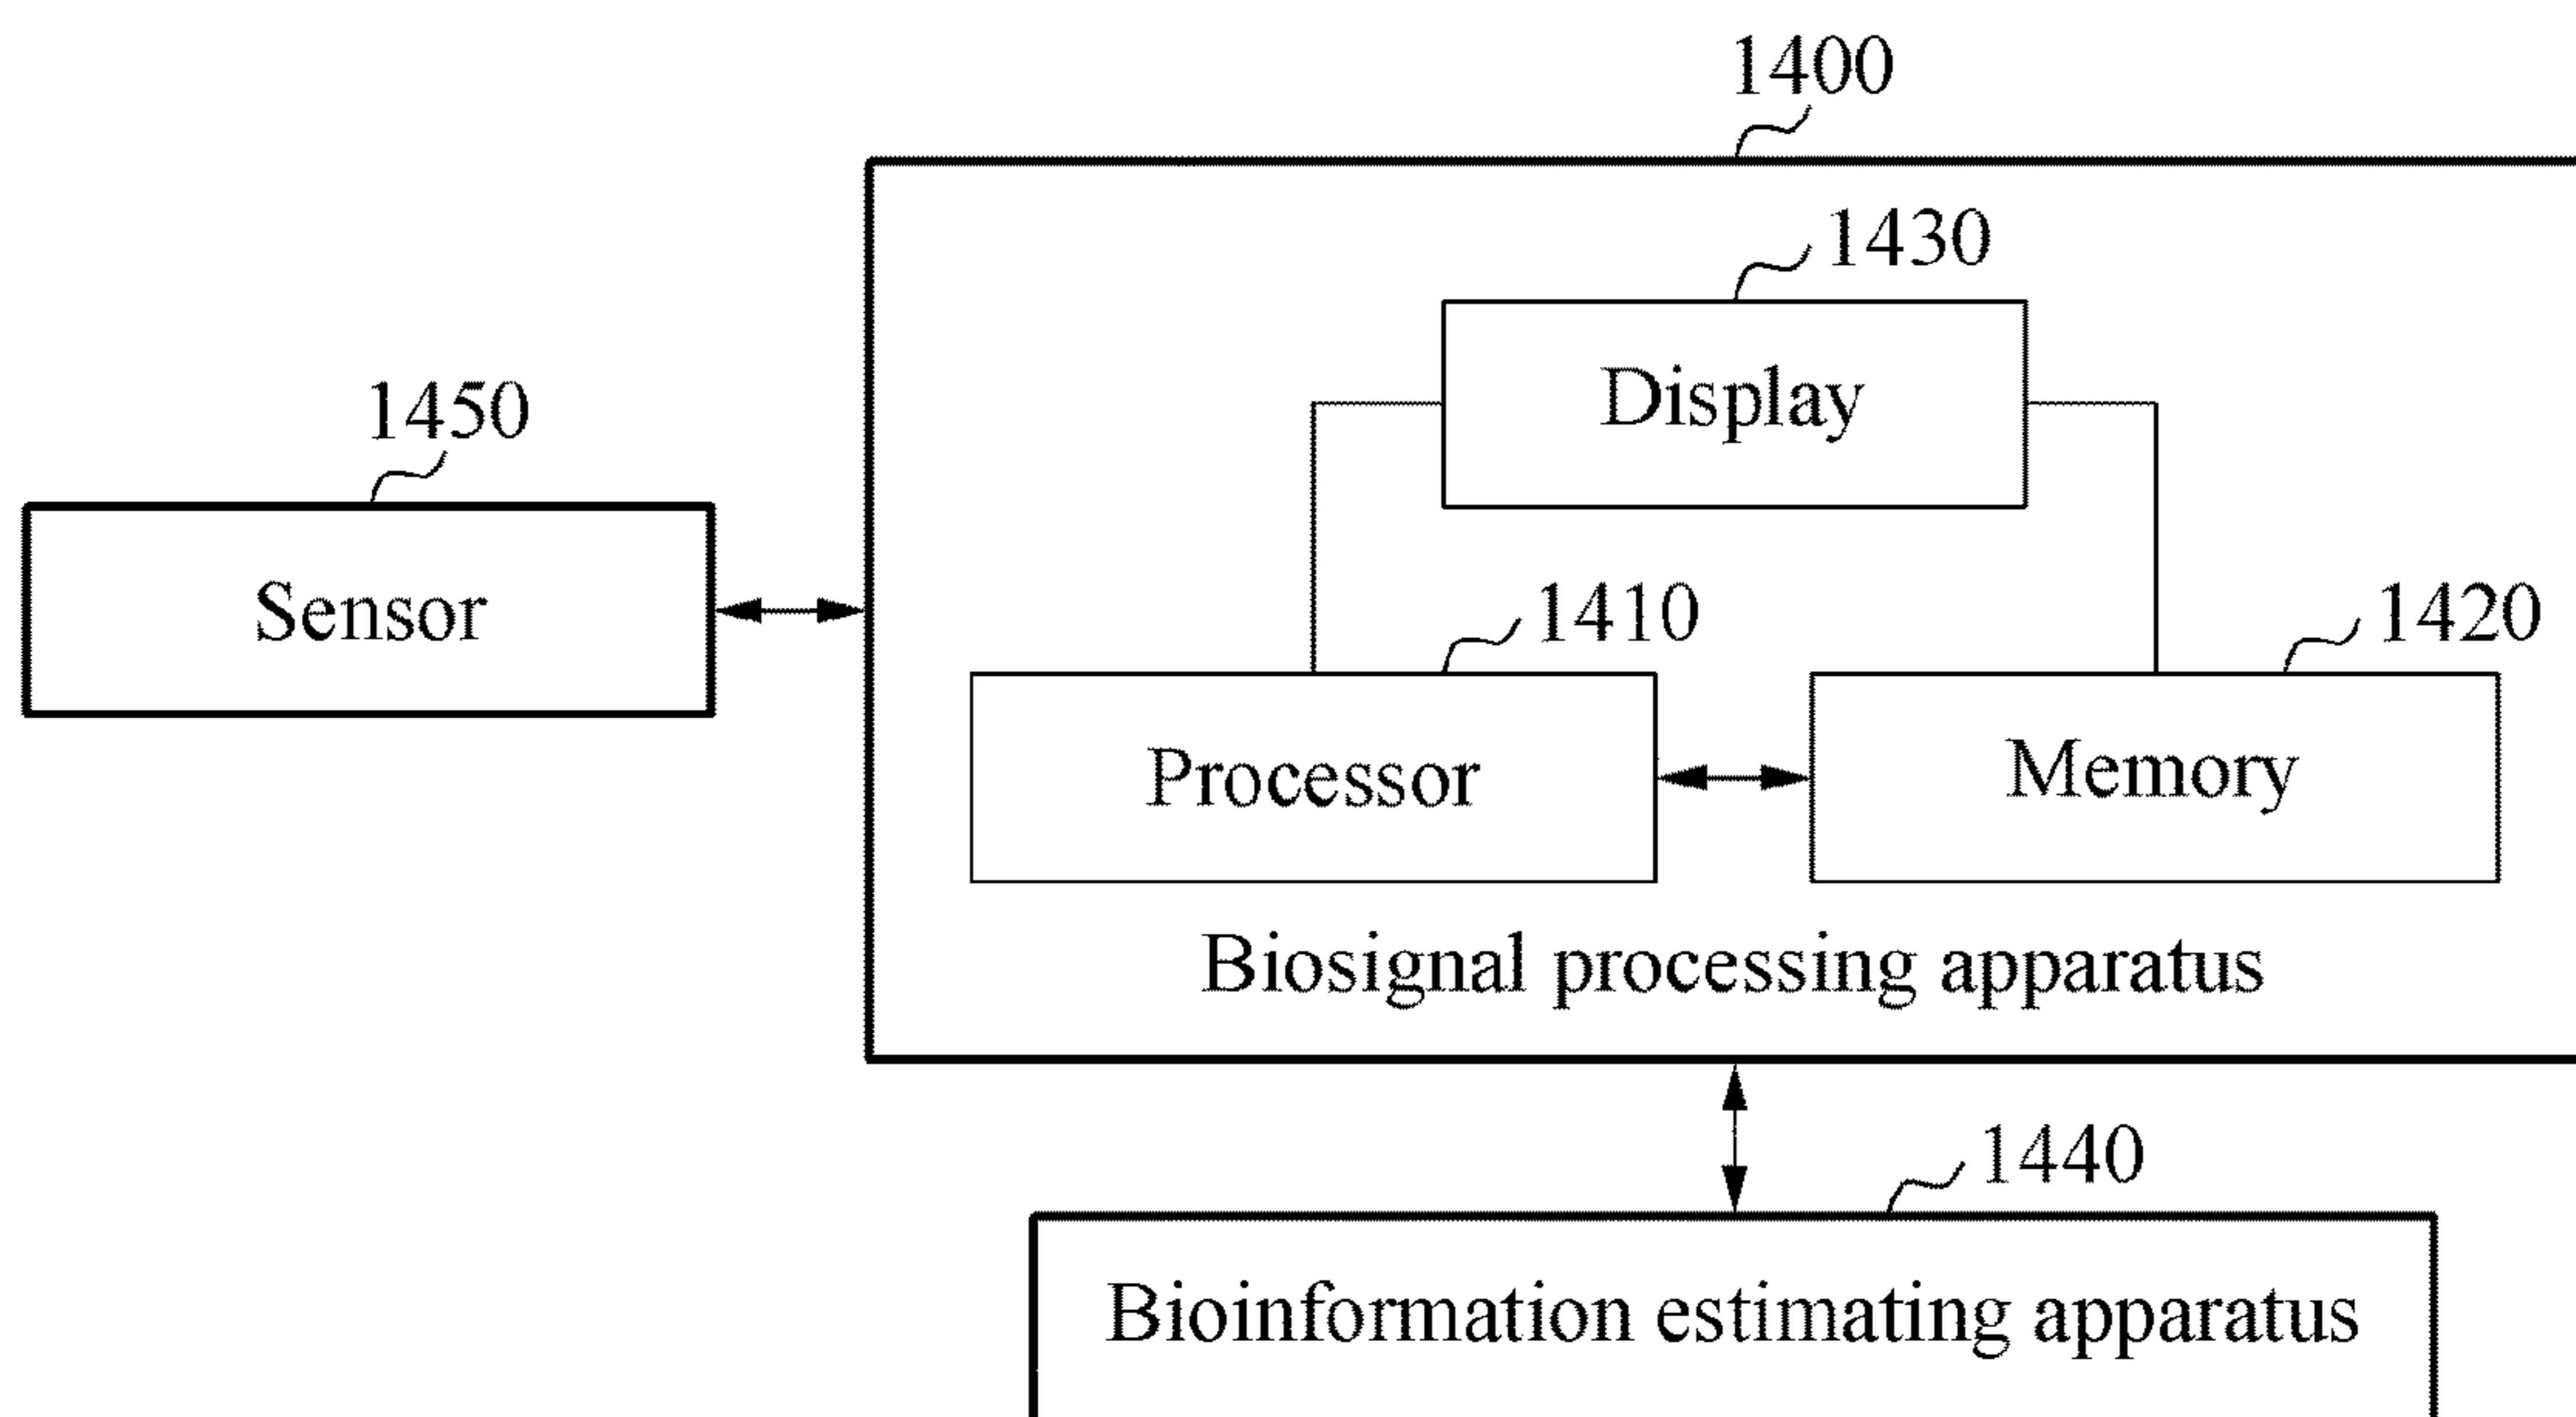 1400
1430
Display
1450
Sensor
1410
1420
Processor
Memory
Biosignal processing apparatus
1440
Bioinformation estimating apparatus